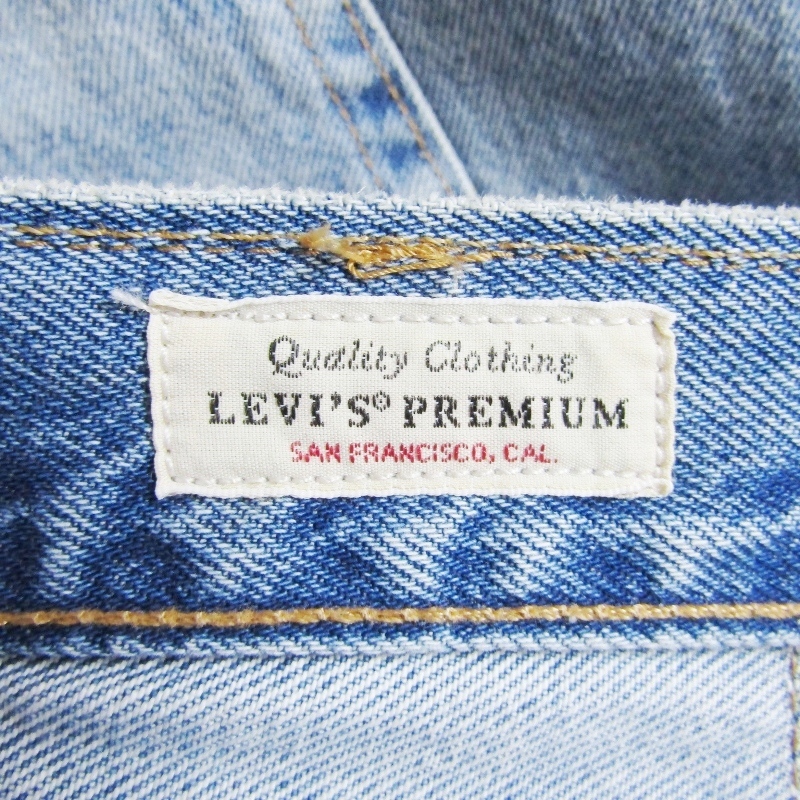 Quality Clothing
LEVI'S® PREMIUM
SAN FRANCISCO, CAL.